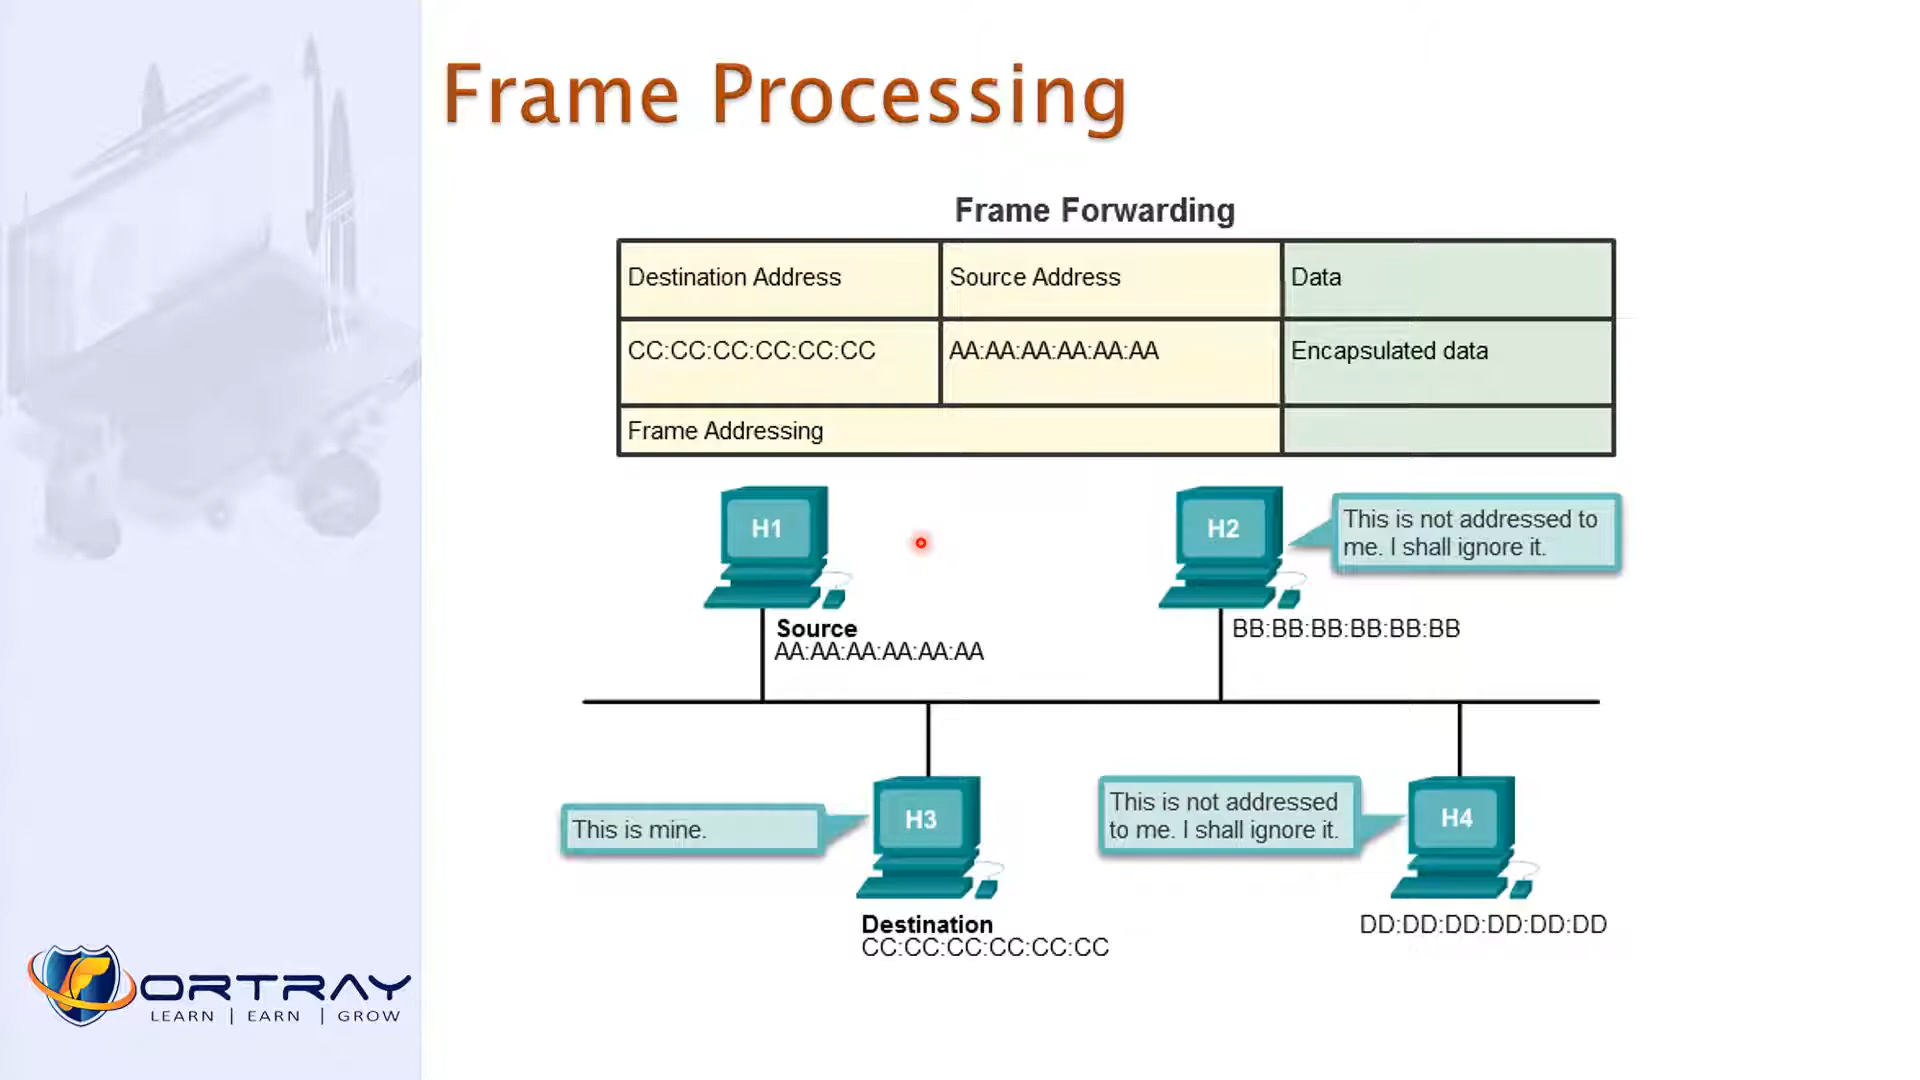 Frame Processing
Frame Forwarding
Destination Address Source Address Data
CC:CC:CC:CC:CC:CC AA:AA:AA:AA:AA:AA Encapsulated data
Frame Addressing
H1
H2
This is not addressed to
me. I shall ignore it.
Source
AA:AA:AA:AA:AA:AA
BB:BB:BB:BB:BB:BB
This is mine.
H3
This is not addressed
to me. I shall ignore it.
H4
Destination
CC:CC:CC:CC:CC:CC
DD:DD:DD:DD:DD:DD
FORTRAY
LEARN | EARN | GROW